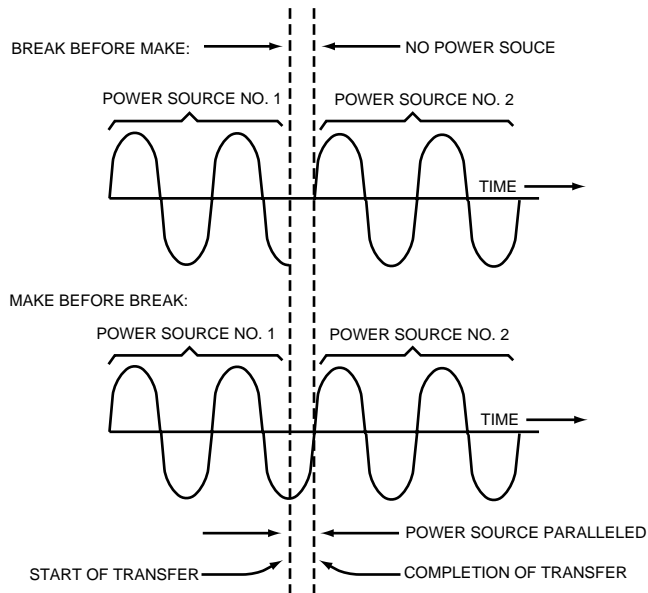 BREAK BEFORE MAKE:
NO POWER SOUCE
POWER SOURCE NO. 1
POWER SOURCE NO. 2
TIME
MAKE BEFORE BREAK:
POWER SOURCE NO. 1
POWER SOURCE NO. 2
TIME
POWER SOURCE PARALLELED
START OF TRANSFER
COMPLETION OF TRANSFER